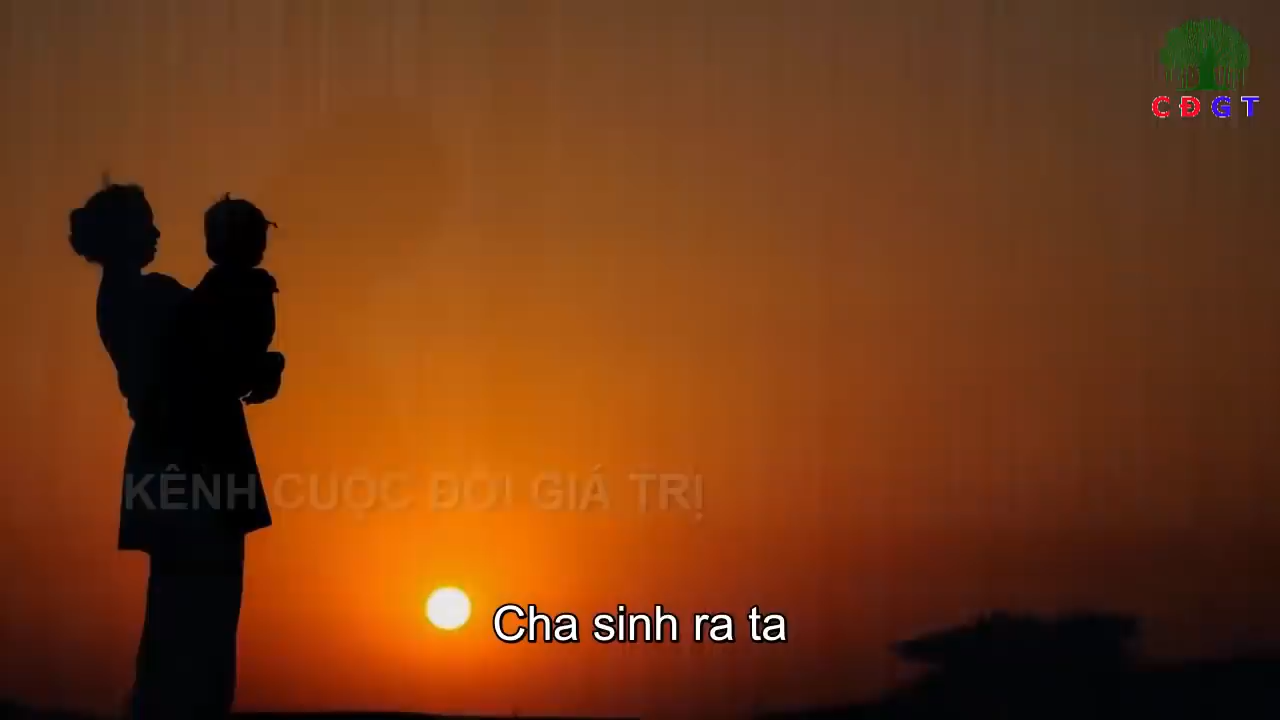 CĐGT
KÊNH CUỘC ĐỜI GIÁ TRỊ
Cha sinh ra ta